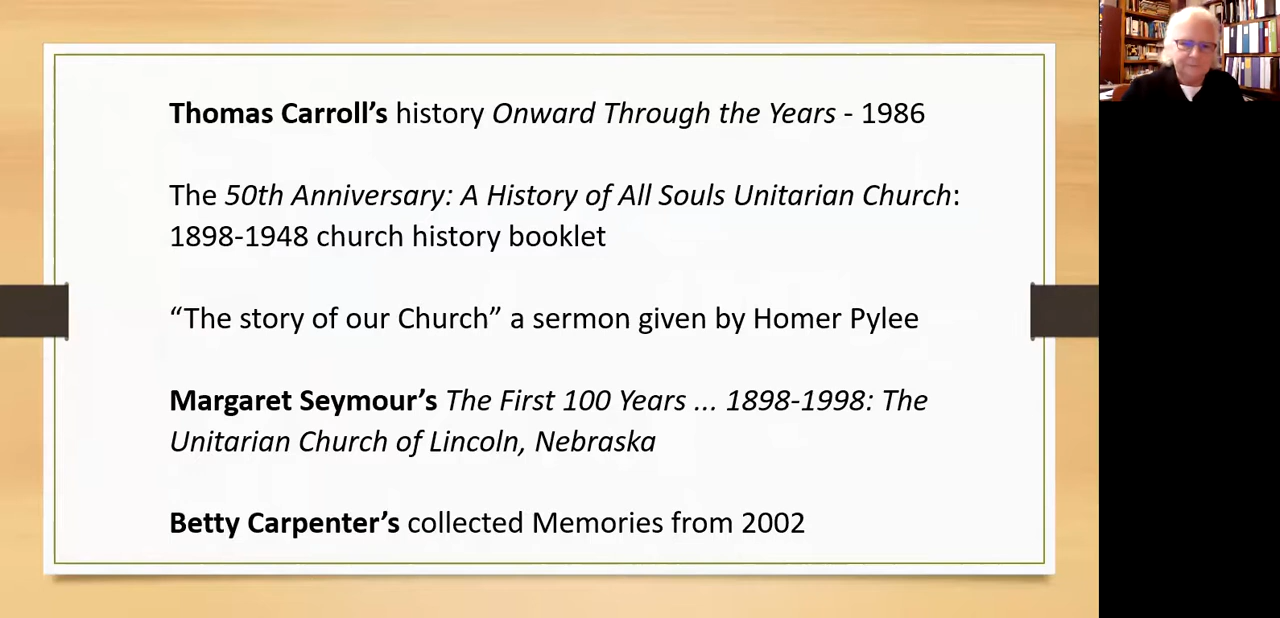 Thomas Carroll’s history Onward Through the Years - 1986
The 50th Anniversary: A History of All Souls Unitarian Church:
1898-1948 church history booklet
“The story of our Church” a sermon given by Homer Pylee
Margaret Seymour’s The First 100 Years ... 1898-1998: The
Unitarian Church of Lincoln, Nebraska
Betty Carpenter’s collected Memories from 2002